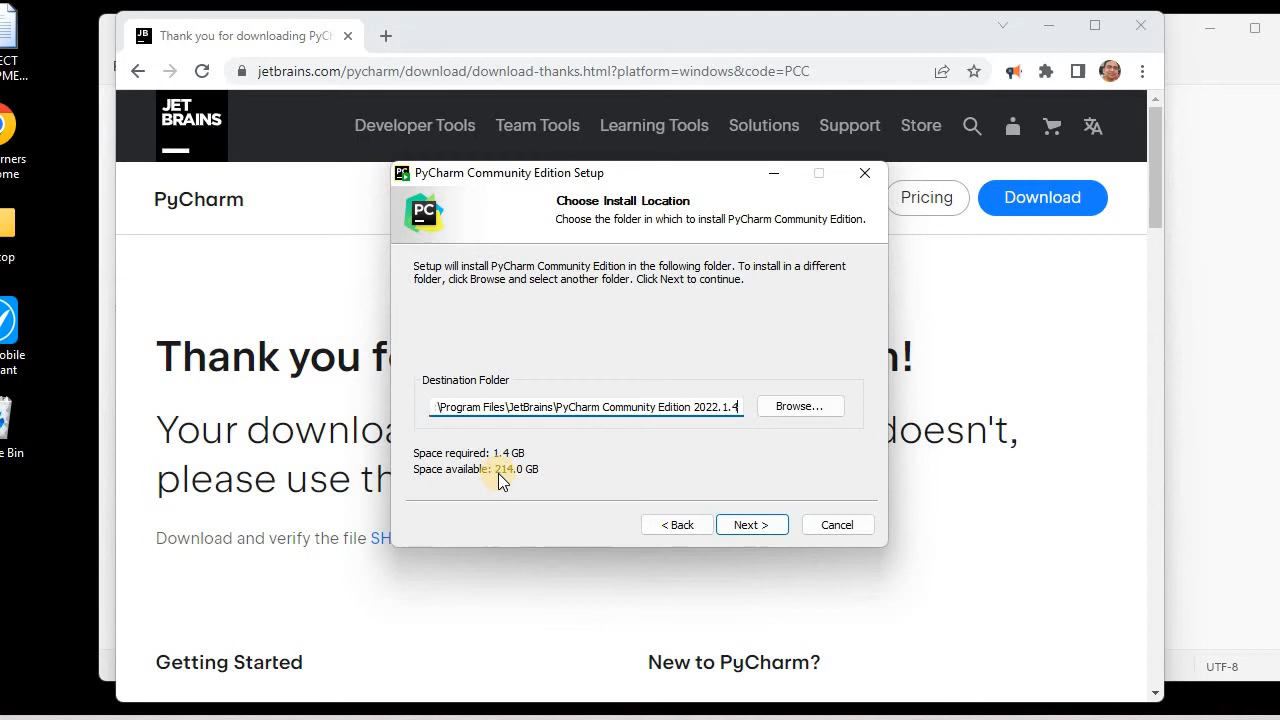 Thank you for downloading PyCh
jetbrains.com/pycharm/download/download-thanks.html?platform=windows&code=PCC
JET
BRAINS
Developer Tools
Team Tools
Learning Tools
Solutions
Support
Store
PyCharm
Pricing
Download
PC
PyCharm Community Edition Setup
PC
Choose Install Location
Choose the folder in which to install PyCharm Community Edition.
Setup will install PyCharm Community Edition in the following folder. To install in a different
folder, click Browse and select another folder. Click Next to continue.
Destination Folder
:\Program Files\JetBrains\PyCharm Community Edition 2022.1.4
Browse...
Space required: 1.4 GB
Space available: 214.0 GB
< Back
Next >
Cancel
Thank you f
n!
Your downloa
doesn't,
please use th
Download and verify the file SH
Getting Started
New to PyCharm?
UTF-8